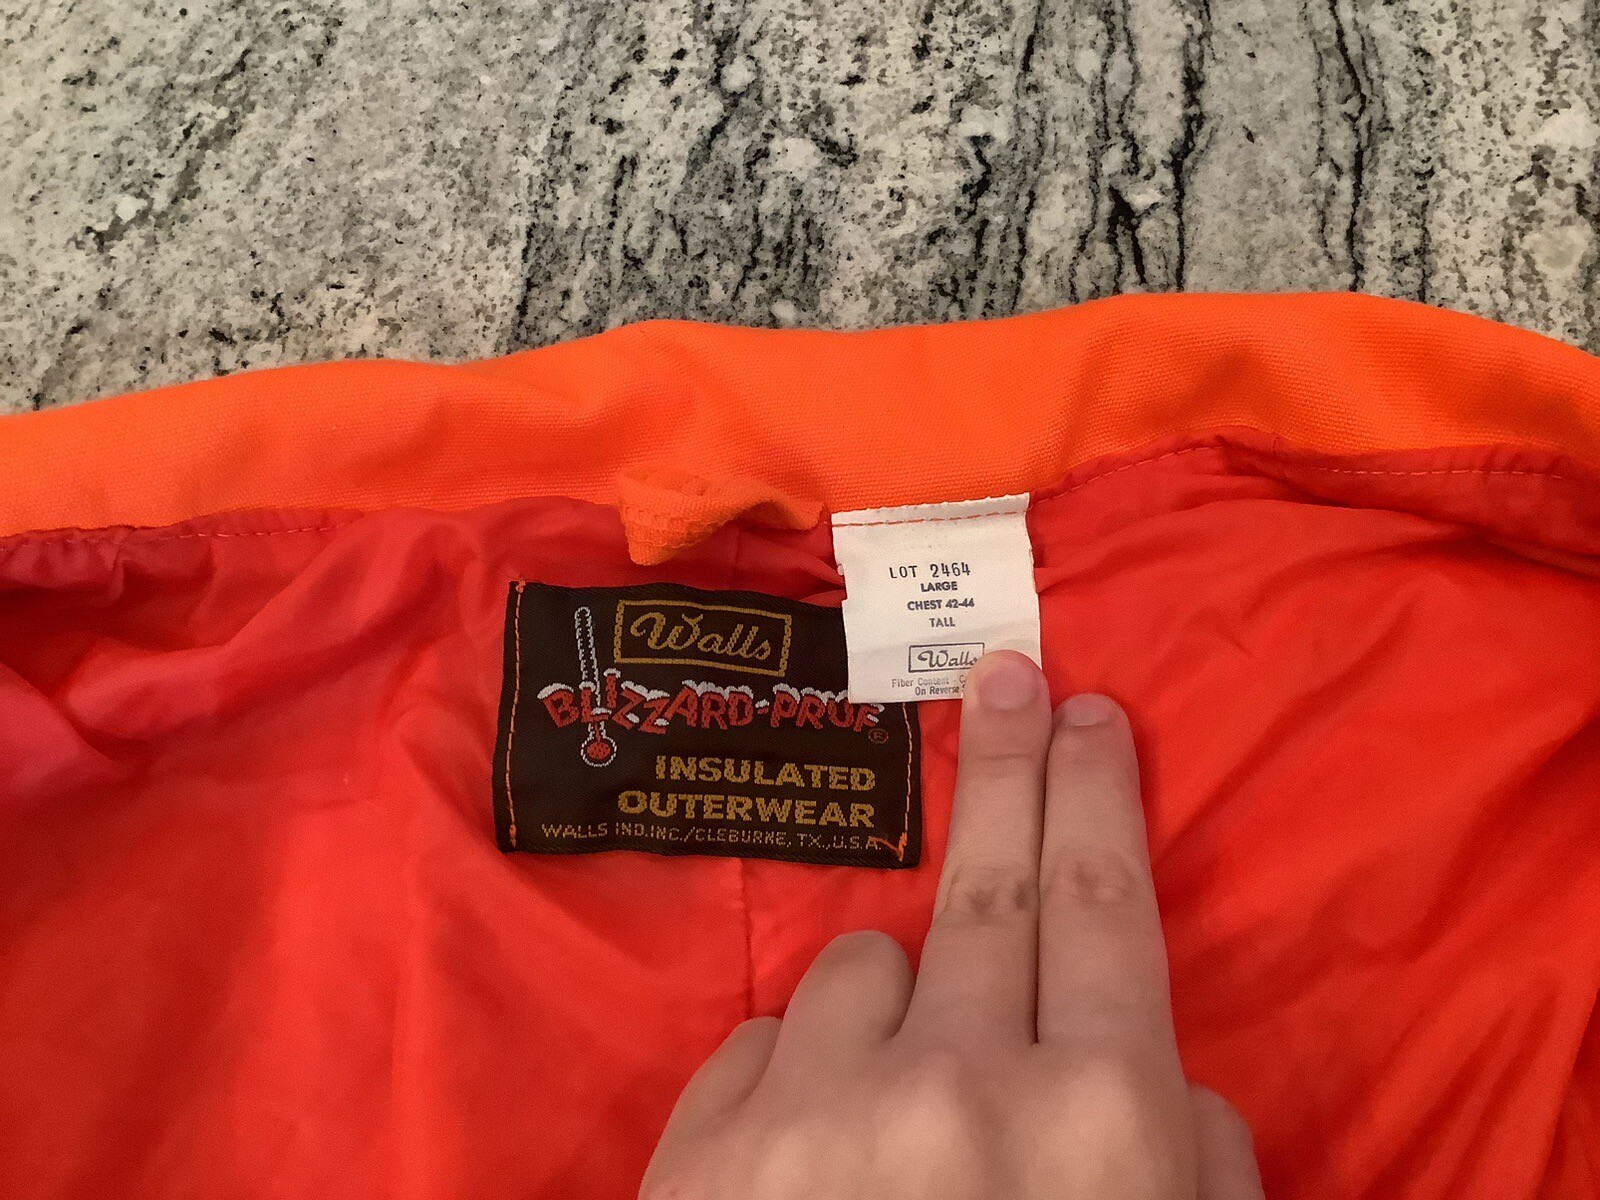 LOT 2464
LARGE
CHEST 42-44
TALL
Walls
Fiber Content -
On Reverse
Walls
BLIZZARD-PRUF®
INSULATED
OUTERWEAR
WALLS IND.INC./CLEBURNE, TX.,U.S.A.